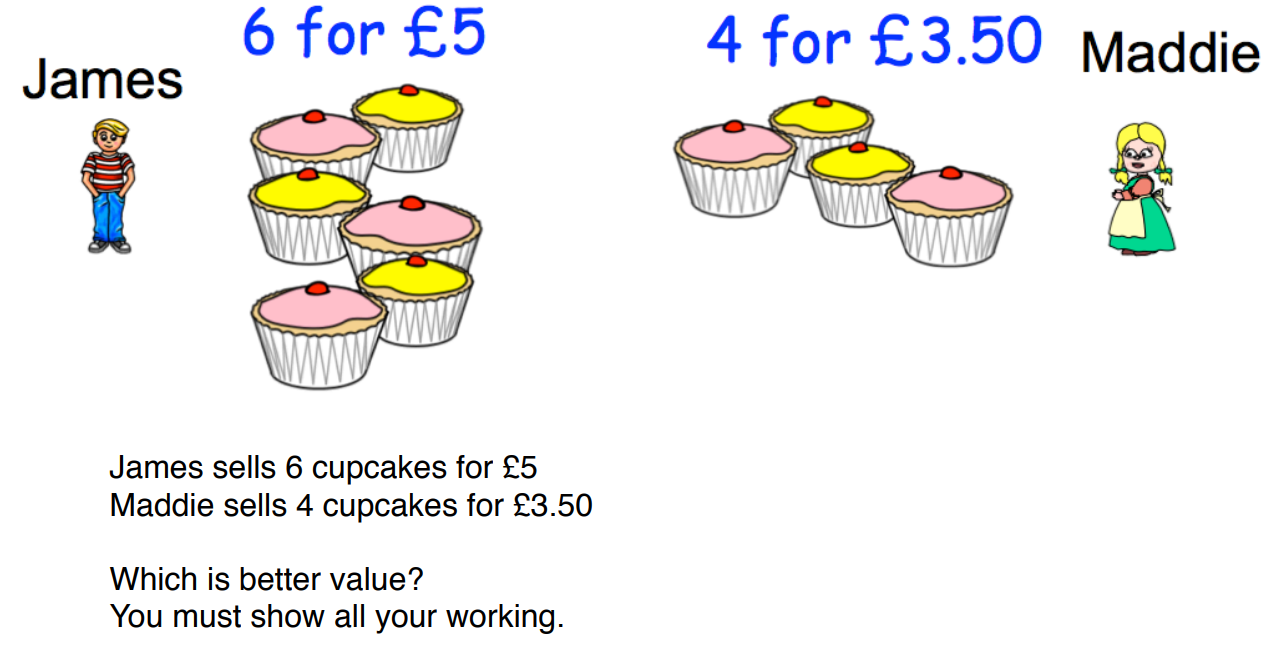 6 for £5
4 for £3.50
James
Maddie
James sells 6 cupcakes for £5
Maddie sells 4 cupcakes for £3.50
Which is better value?
You must show all your working.